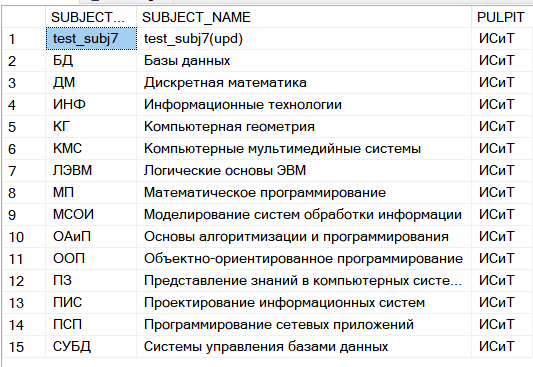 SUBJECT... SUBJECT_NAME PULPIT
1 test_subj7 test_subj7(upd) ИСиТ
2 БД Базы данных ИСиТ
3 ДМ Дискретная математика ИСиТ
4 ИНФ Информационные технологии ИСиТ
5 КГ Компьютерная геометрия ИСиТ
6 КМС Компьютерные мультимедийные системы ИСиТ
7 ЛЭВМ Логические основы ЭВМ ИСиТ
8 МП Математическое программирование ИСиТ
9 МСОИ Моделирование систем обработки информации ИСиТ
10 ОАиП Основы алгоритмизации и программирования ИСиТ
11 ООП Объектно-ориентированное программирование ИСиТ
12 ПЗ Представление знаний в компьютерных систе... ИСиТ
13 ПИС Проектирование информационных систем ИСиТ
14 ПСП Программирование сетевых приложений ИСиТ
15 СУБД Системы управления базами данных ИСиТ